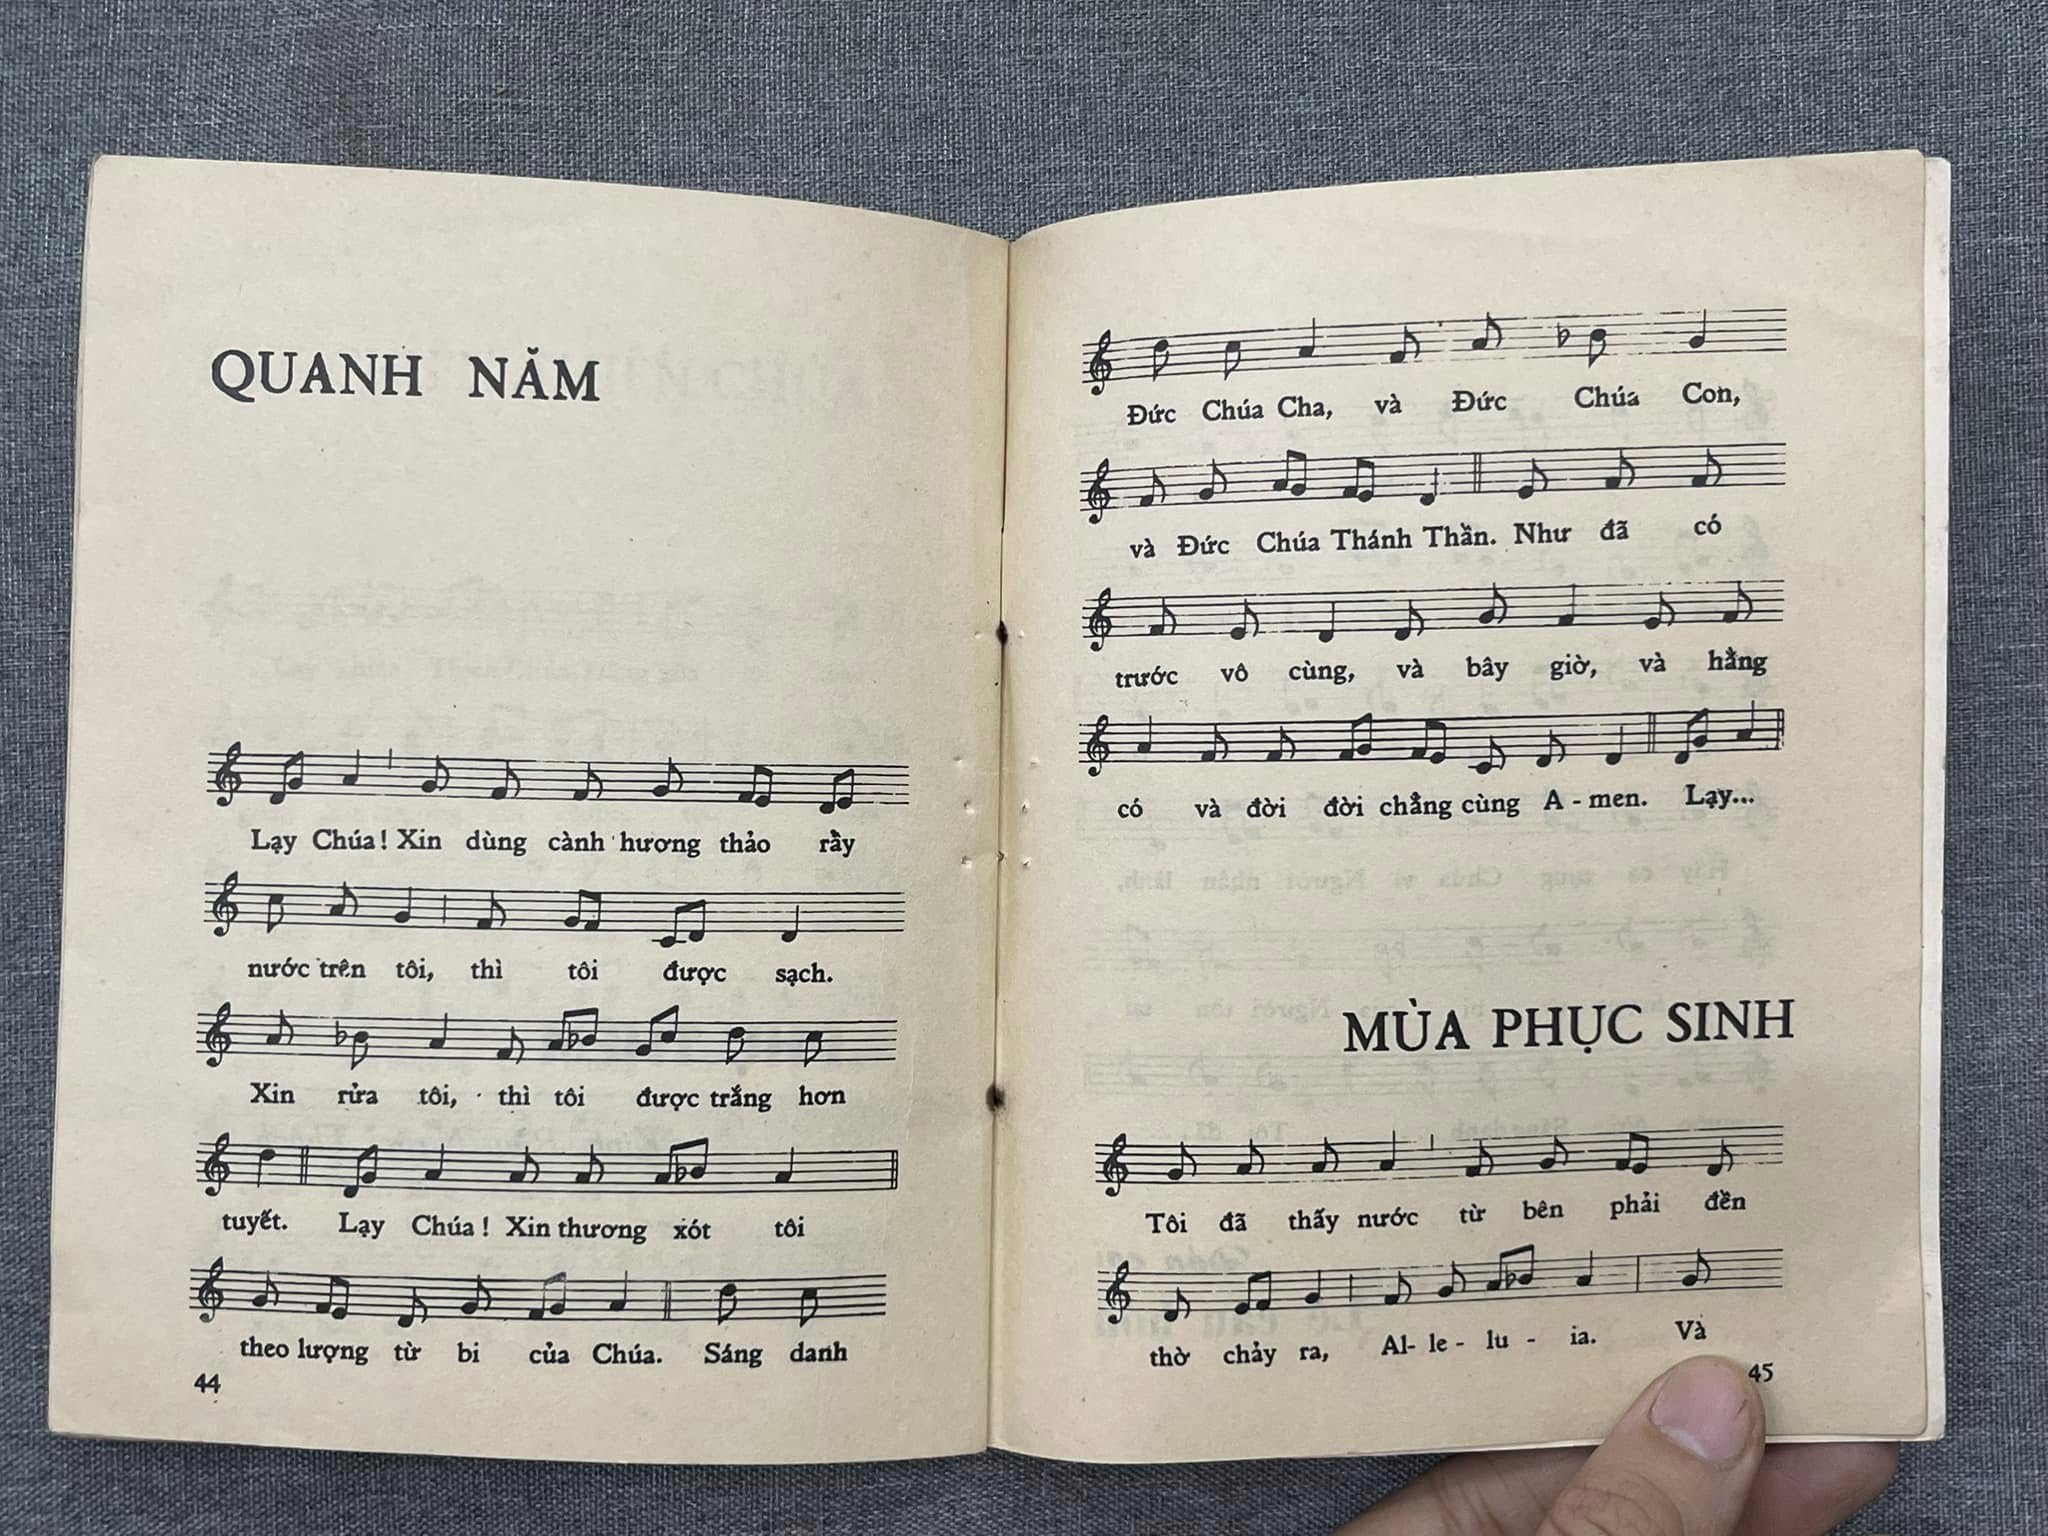 QUANH NĂM
Lạy Chúa! Xin dùng cành hương thảo rầy
nước trên tôi, thì tôi được sạch.
Xin rửa tôi, thì tôi được trắng hơn
tuyết. Lạy Chúa! Xin thương xót tôi
theo lượng từ bi của Chúa. Sáng danh
44
Đức Chúa Cha, và Đức Chúa Con,
và Đức Chúa Thánh Thần. Như đã có
trước vô cùng, và bây giờ, và hằng
có và đời đời chẳng cùng A - men. Lạy...
MÙA PHỤC SINH
Tôi đã thấy nước từ bên phải đền
thờ chảy ra, Al- le - lu - ia. Và
45